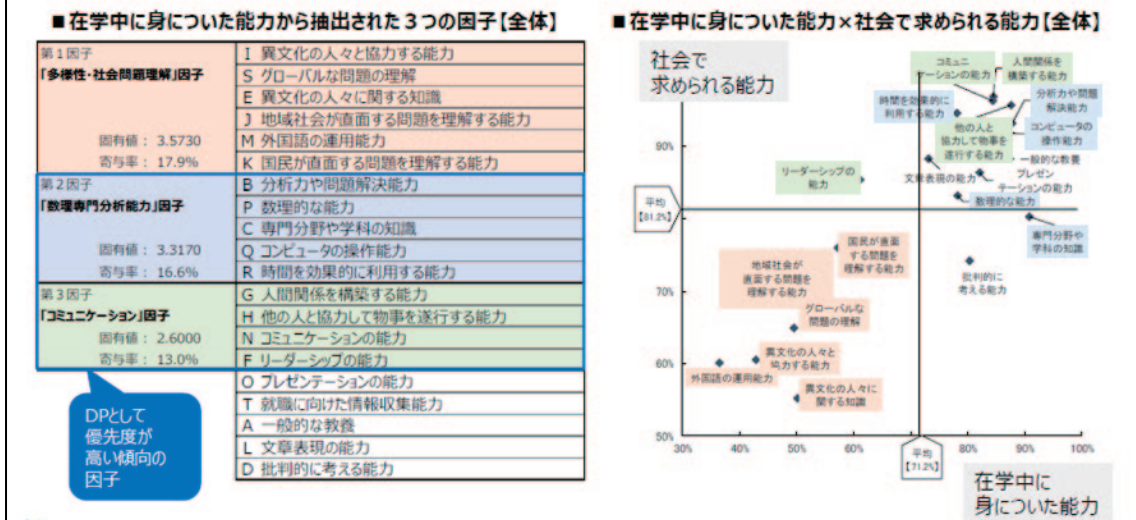 ■在学中に身についた能力から抽出された３つの因子【全体】
第１因子
「多様性・社会問題理解」因子
固有値： 3.5730
寄与率： 17.9%
I 異文化の人々と協力する能力
S グローバルな問題の理解
E 異文化の人々に関する知識
J 地域社会が直面する問題を理解する能力
M 外国語の運用能力
K 国民が直面する問題を理解する能力
第２因子
「数理専門分析能力」因子
固有値： 3.3170
寄与率： 16.6%
B 分析力や問題解決能力
P 数理的な能力
C 専門分野や学科の知識
Q コンピュータの操作能力
R 時間を効果的に利用する能力
第３因子
「コミュニケーション」因子
固有値： 2.6000
寄与率： 13.0%
G 人間関係を構築する能力
H 他の人と協力して物事を遂行する能力
N コミュニケーションの能力
F リーダーシップの能力
O プレゼンテーションの能力
T 就職に向けた情報収集能力
A 一般的な教養
L 文章表現の能力
D 批判的に考える能力
DPとして
優先度が
高い傾向の
因子
■在学中に身についた能力×社会で求められる能力【全体】
社会で
求められる能力
コミュニ
ケーションの能力
人間関係を
構築する能力
時間を効果的に
利用する能力
分析力や問題
解決能力
他の人と
協力して物事を
遂行する能力
コンピュータの
操作能力
リーダーシップの
能力
文章表現の能力
一般的な教養
プレゼン
テーションの能力
数理的な能力
専門分野や
学科の知識
国民が直面
する問題を
理解する能力
地域社会が
直面する問題を
理解する能力
批判的に
考える能力
グローバルな
問題の理解
異文化の人々と
協力する能力
外国語の運用能力
異文化の人々に
関する知識
90%
平均
【81.2%】
70%
60%
50%
30%
40%
50%
60%
平均
【71.2%】
80%
90%
100%
在学中に
身についた能力